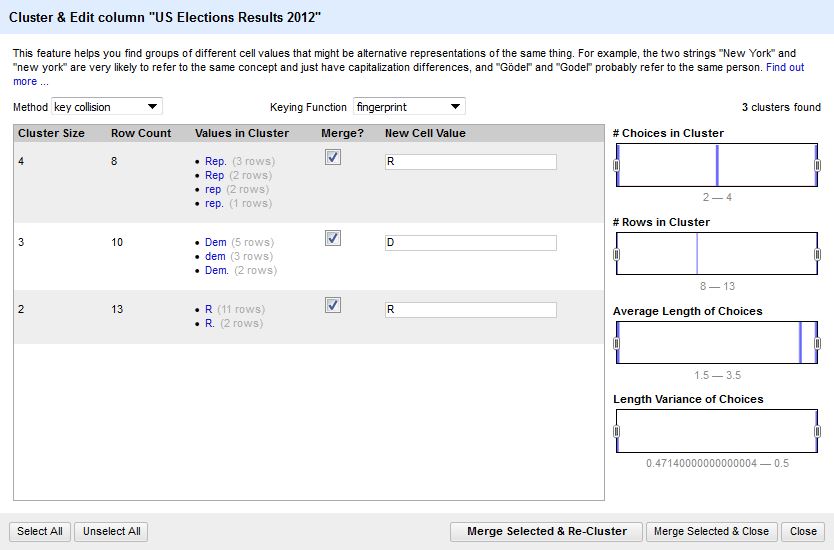 Cluster & Edit column "US Elections Results 2012"
This feature helps you find groups of different cell values that might be alternative representations of the same thing. For example, the two strings "New York" and
"new york" are very likely to refer to the same concept and just have capitalization differences, and "Gödel" and "Godel" probably refer to the same person. Find out
more ...
Method key collision Keying Function fingerprint 3 clusters found
Cluster Size Row Count Values in Cluster Merge? New Cell Value
4 8 • Rep. (3 rows) R
• Rep (2 rows)
• rep (2 rows)
• rep. (1 rows)
3 10 • Dem (5 rows) D
• dem (3 rows)
• Dem. (2 rows)
2 13 • R (11 rows) R
• R. (2 rows)
# Choices in Cluster
2 — 4
# Rows in Cluster
8 — 13
Average Length of Choices
1.5 — 3.5
Length Variance of Choices
0.47140000000000004 — 0.5
Select All Unselect All Merge Selected & Re-Cluster Merge Selected & Close Close